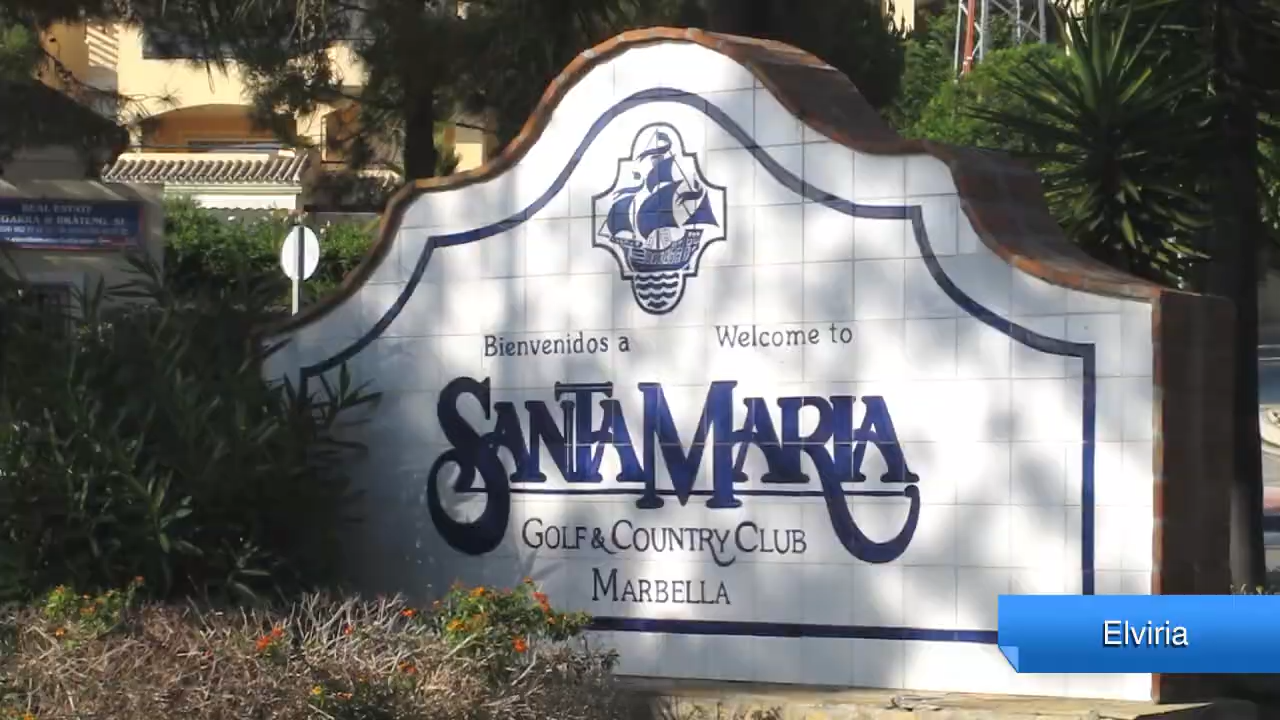 REAL ESTATE
Bienvenidos a Welcome to
SANTA MARIA
GOLF & COUNTRY CLUB
MARBELLA
Elviria